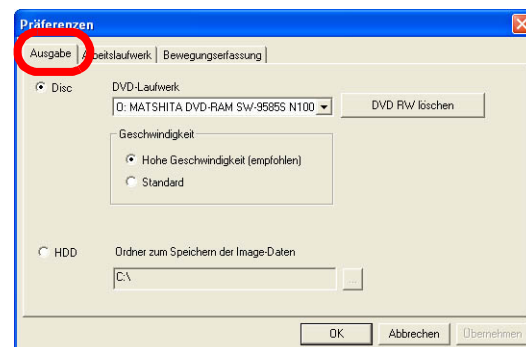 Präferenzen
Ausgabe Arbeitslaufwerk Bewegungserfassung
Disc DVD-Laufwerk
O: MATSHITA DVD-RAM SW-9585S N100 DVD RW löschen
Geschwindigkeit
Hohe Geschwindigkeit (empfohlen)
Standard
HDD Ordner zum Speichern der Image-Daten
C:\ ...
OK Abbrechen Übernehmen